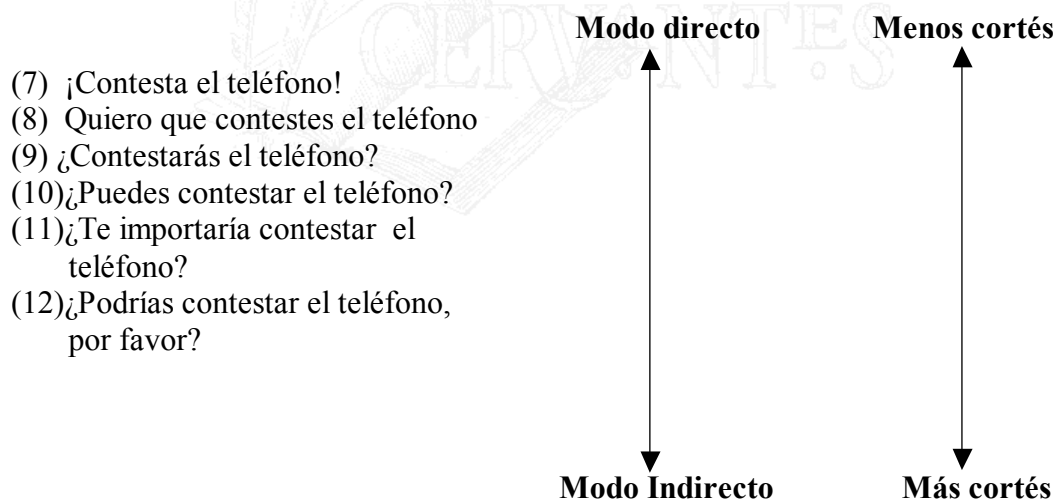 CERVANTES
Modo directo Menos cortés
(7) ¡Contesta el teléfono!
(8) Quiero que contestes el teléfono
(9) ¿Contestarás el teléfono?
(10)¿Puedes contestar el teléfono?
(11)¿Te importaría contestar el
teléfono?
(12)¿Podrías contestar el teléfono,
por favor?
Modo Indirecto Más cortés